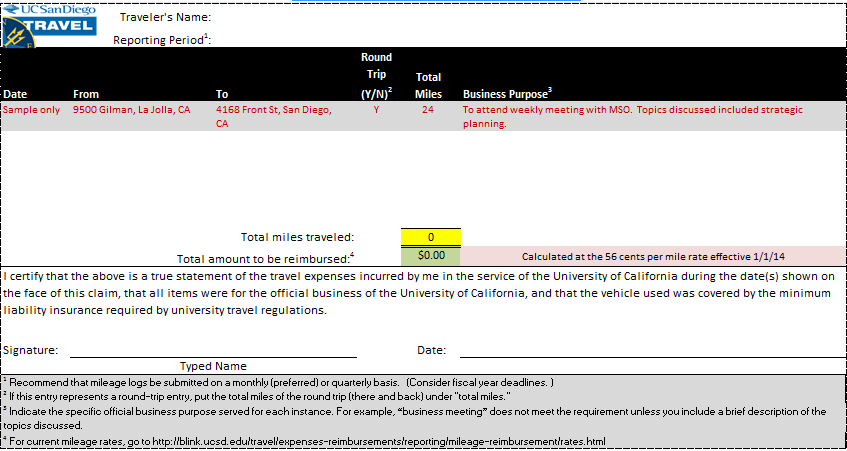 UC San Diego
TRAVEL
Traveler's Name:
Reporting Period¹:
Date From To Round Trip (Y/N)² Total Miles Business Purpose³
Sample only 9500 Gilman, La Jolla, CA 4168 Front St, San Diego, CA Y 24 To attend weekly meeting with MSO. Topics discussed included strategic
planning.
Total miles traveled: 0
Total amount to be reimbursed:⁴ $0.00 Calculated at the 56 cents per mile rate effective 1/1/14
I certify that the above is a true statement of the travel expenses incurred by me in the service of the University of California during the date(s) shown on
the face of this claim, that all items were for the official business of the University of California, and that the vehicle used was covered by the minimum
liability insurance required by university travel regulations.
Signature: Date:
Typed Name
¹ Recommend that mileage logs be submitted on a monthly (preferred) or quarterly basis. (Consider fiscal year deadlines. )
² If this entry represents a round-trip entry, put the total miles of the round trip (there and back) under "total miles."
³ Indicate the specific official business purpose served for each instance. For example, “business meeting” does not meet the requirement unless you include a brief description of the
topics discussed.
⁴ For current mileage rates, go to http://blink.ucsd.edu/travel/expenses-reimbursements/reporting/mileage-reimbursement/rates.html